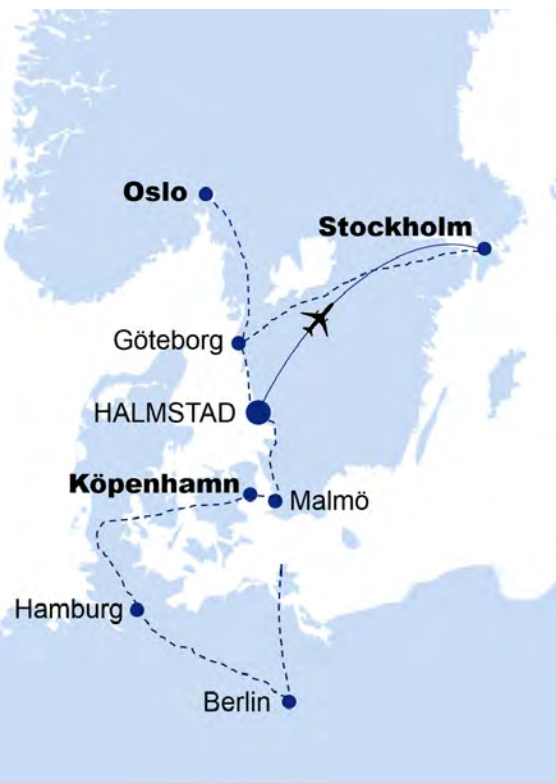 Oslo
Stockholm
Göteborg
HALMSTAD
Köpenhamn
Malmö
Hamburg
Berlin